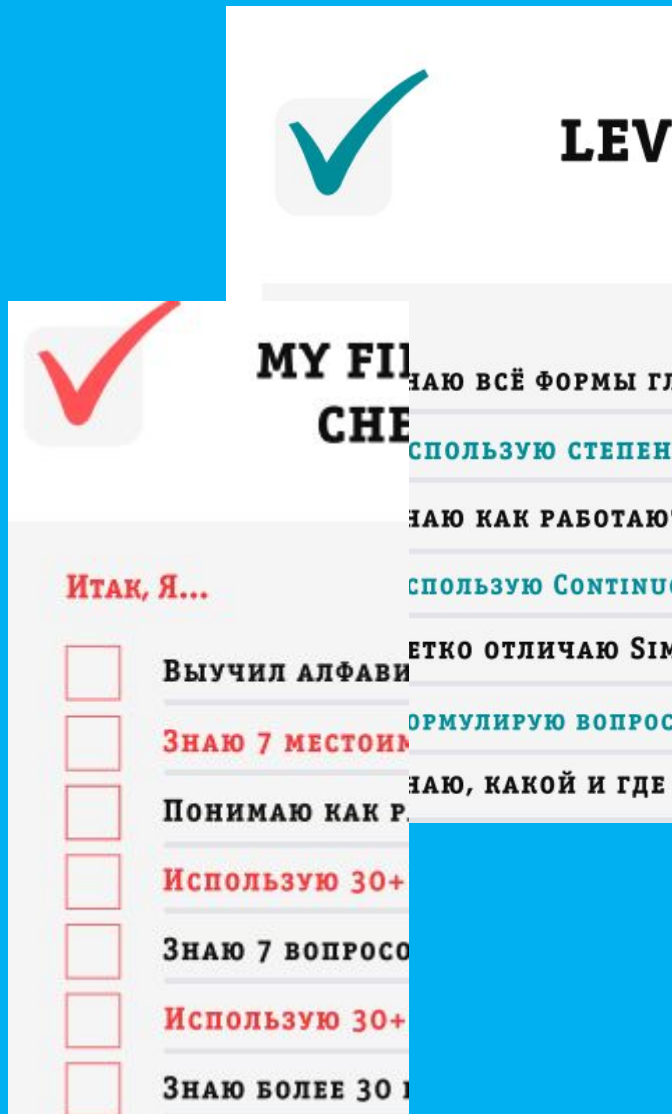 LEV
НАЮ ВСЁ ФОРМЫ ГЛ
СПОЛЬЗУЮ СТЕПЕН
НАЮ КАК РАБОТАЮ
СПОЛЬЗУЮ CONTINU
ЕТКО ОТЛИЧАЮ SIM
ОРМУЛИРУЮ ВОПРОС
НАЮ, КАКОЙ И ГДЕ
MY FI
CHE
Итак, Я...
Выучил алфави
Знаю 7 местоим
Понимаю как р
Использую 30+
Знаю 7 вопросо
Использую 30+
Знаю более 30